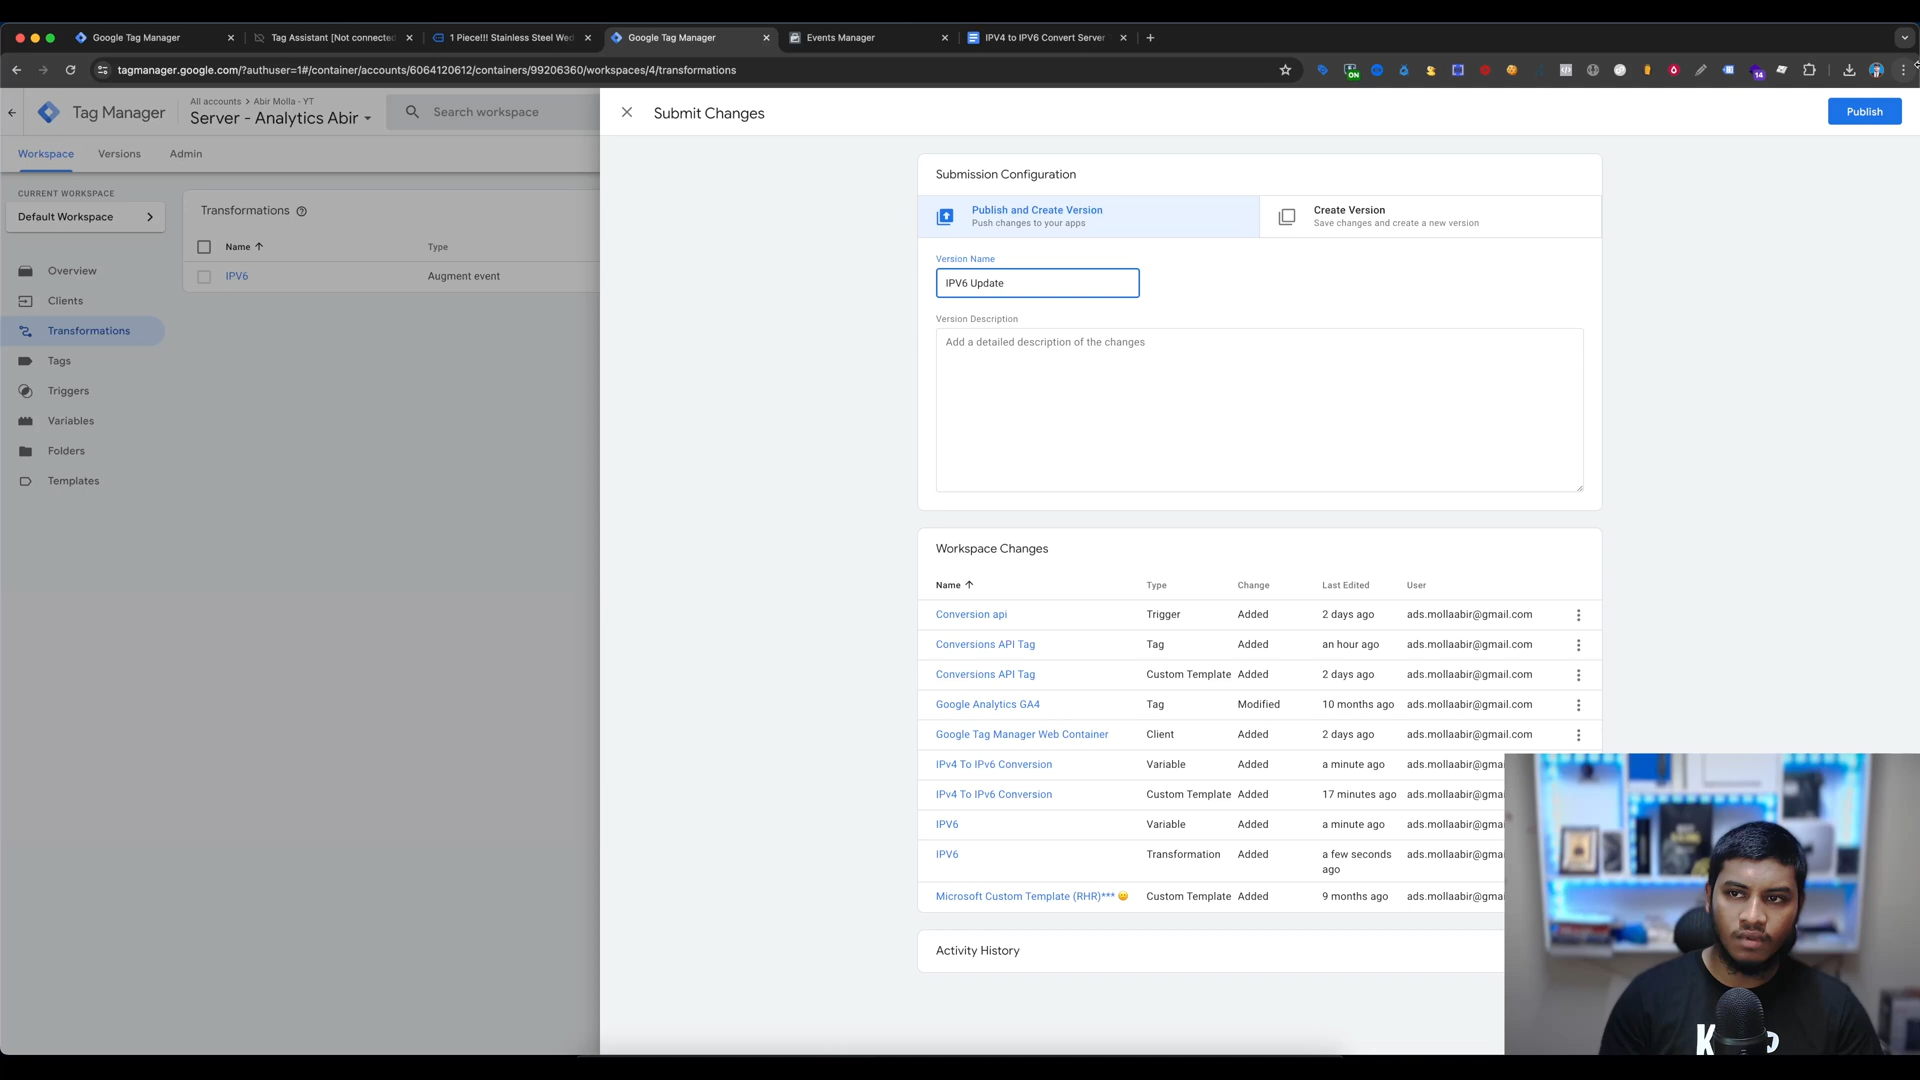 Google Tag Manager
Tag Assistant [Not connected
1 Piece!!! Stainless Steel Wed
Google Tag Manager
Events Manager
IPV4 to IPV6 Convert Server
tagmanager.google.com/?authuser=1#/container/accounts/6064120612/containers/99206360/workspaces/4/transformations
ON
14
Tag Manager
All accounts > Abir Molla - YT
Server - Analytics Abir
Search workspace
Submit Changes
Publish
Workspace
Versions
Admin
CURRENT WORKSPACE
Default Workspace
Overview
Clients
Transformations
Tags
Triggers
Variables
Folders
Templates
Transformations
Name Type
IPV6 Augment event
Submission Configuration
Publish and Create Version
Push changes to your apps
Create Version
Save changes and create a new version
Version Name
IPV6 Update
Version Description
Add a detailed description of the changes
Workspace Changes
Name Type Change Last Edited User
Conversion api Trigger Added 2 days ago ads.mollaabir@gmail.com
Conversions API Tag Tag Added an hour ago ads.mollaabir@gmail.com
Conversions API Tag Custom Template Added 2 days ago ads.mollaabir@gmail.com
Google Analytics GA4 Tag Modified 10 months ago ads.mollaabir@gmail.com
Google Tag Manager Web Container Client Added 2 days ago ads.mollaabir@gmail.com
IPv4 To IPv6 Conversion Variable Added a minute ago ads.mollaabir@gmai
IPv4 To IPv6 Conversion Custom Template Added 17 minutes ago ads.mollaabir@gmai
IPV6 Variable Added a minute ago ads.mollaabir@gmai
IPV6 Transformation Added a few seconds ago ads.mollaabir@gmai
Microsoft Custom Template (RHR)*** 😀 Custom Template Added 9 months ago ads.mollaabir@gmai
Activity History